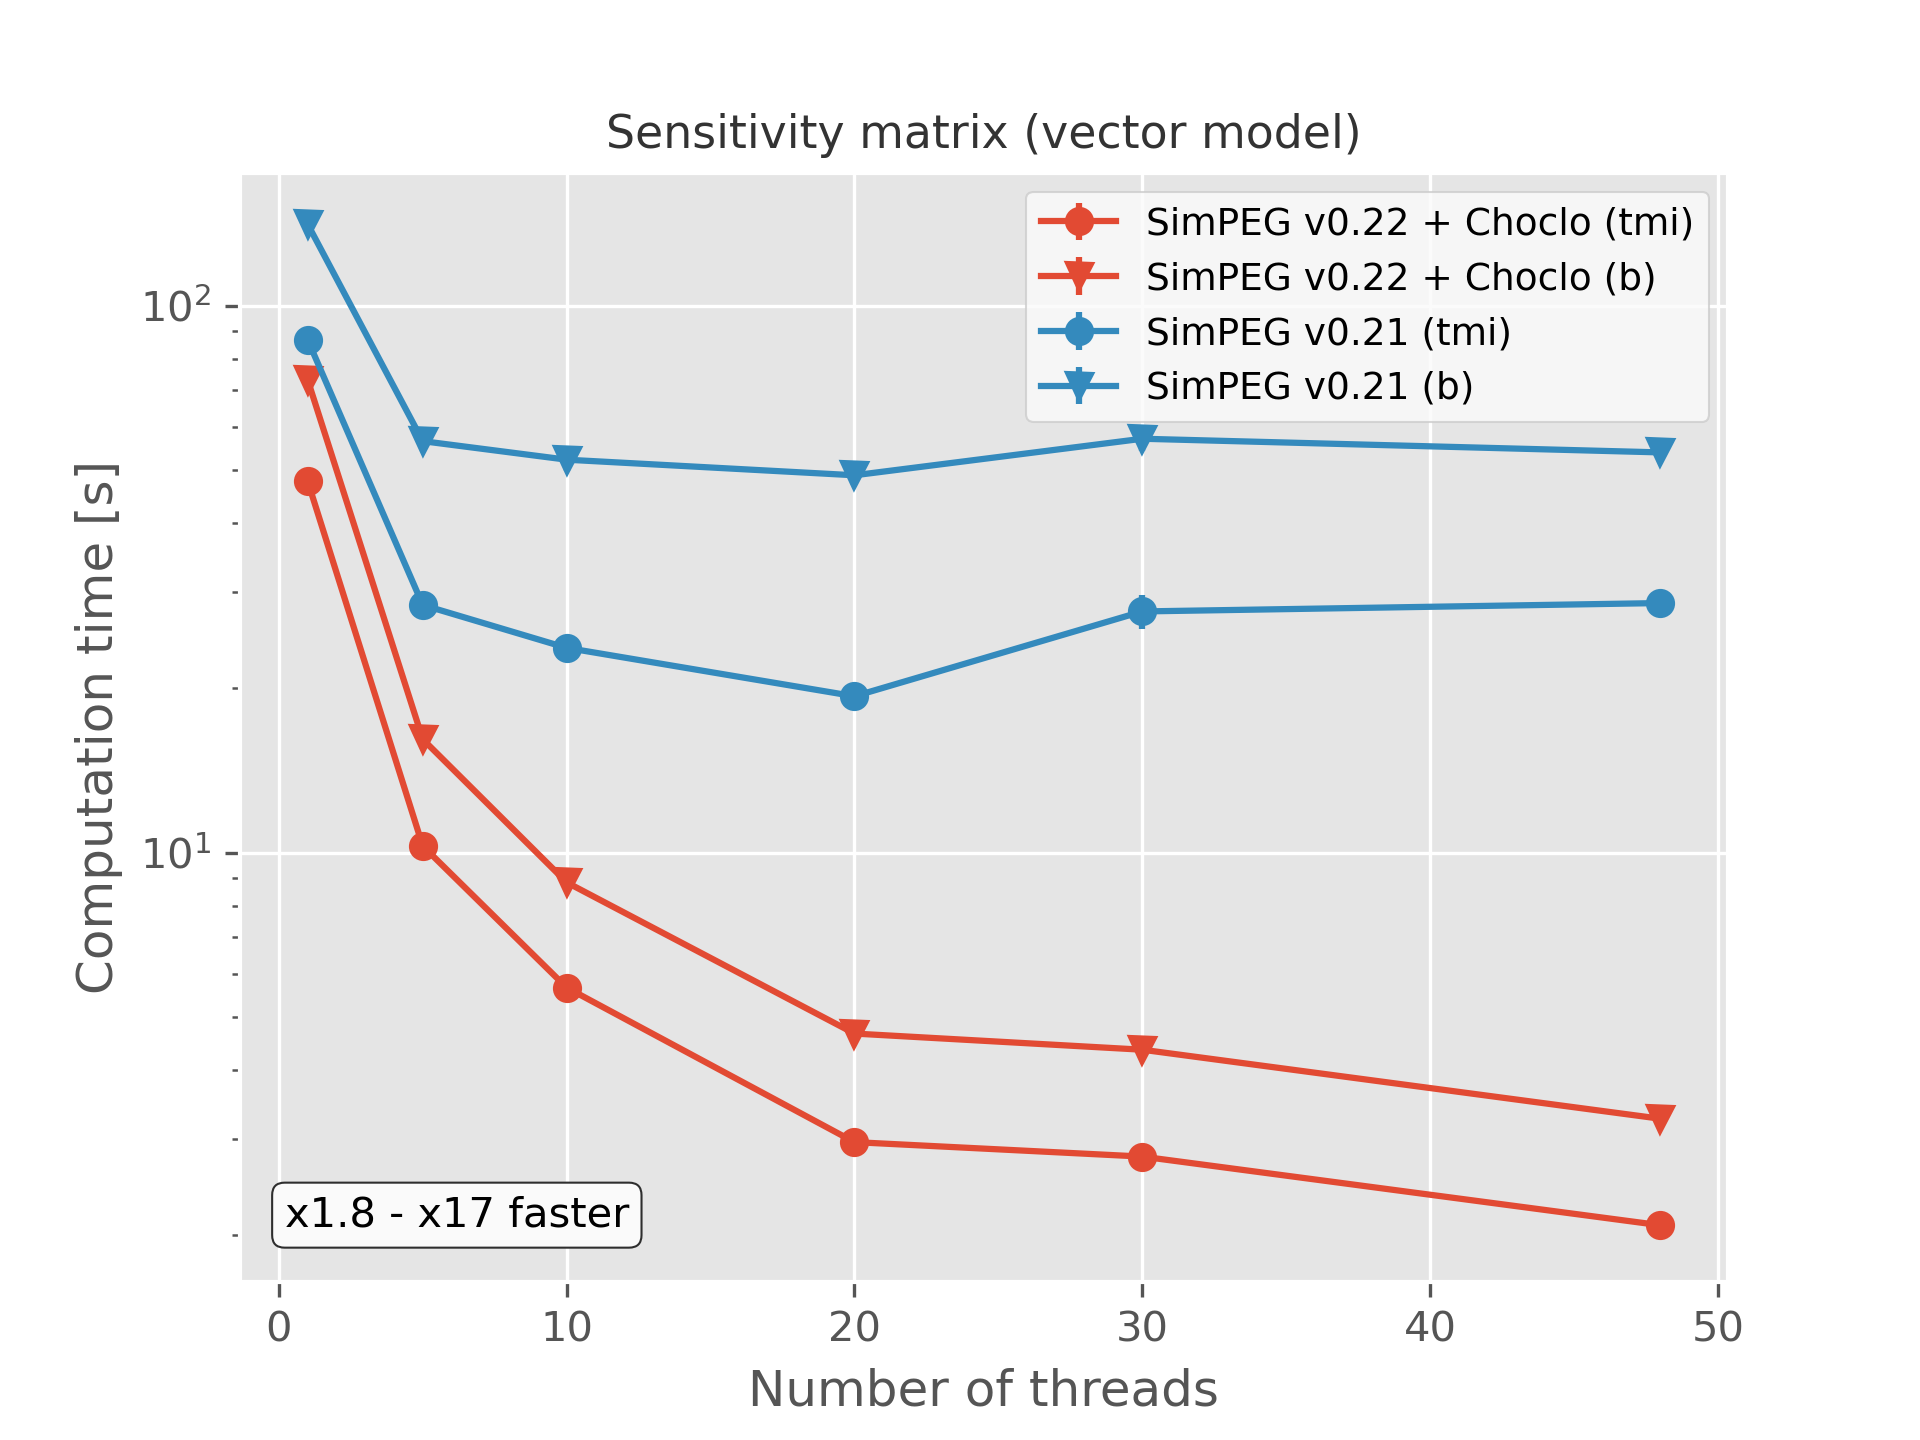 Sensitivity matrix (vector model)
SimPEG v0.22 + Choclo (tmi)
SimPEG v0.22 + Choclo (b)
SimPEG v0.21 (tmi)
SimPEG v0.21 (b)
Computation time [s]
10²
10¹
x1.8 - x17 faster
0 10 20 30 40 50
Number of threads